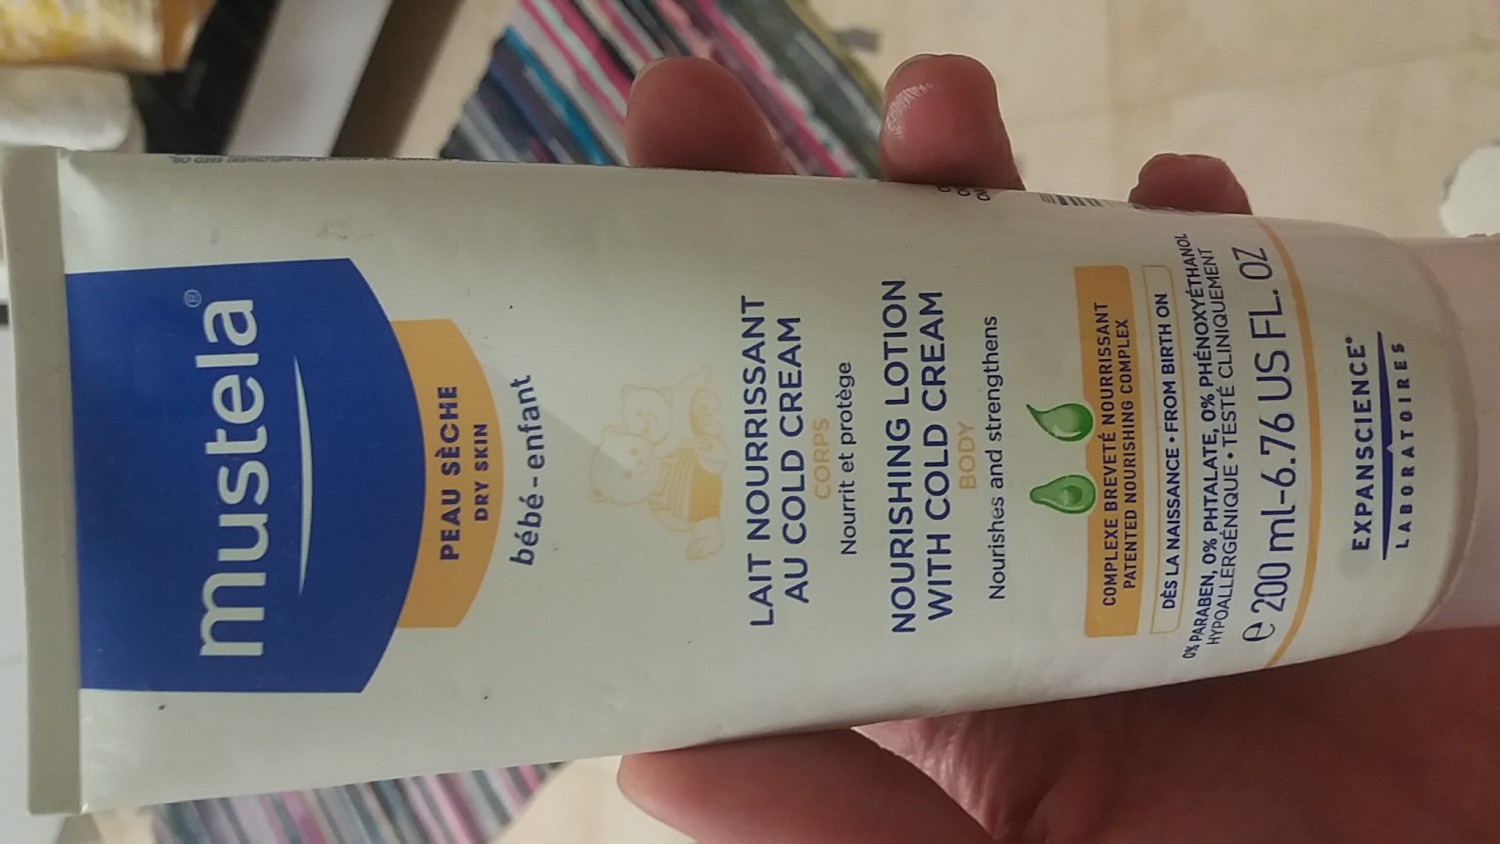 mustela®
PEAU SÈCHE
DRY SKIN
bébé-enfant
LAIT NOURRISSANT
AU COLD CREAM
CORPS
Nourrit et protège
NOURISHING LOTION
WITH COLD CREAM
BODY
Nourishes and strengthens
COMPLEXE BREVETÉ NOURRISSANT
PATENTED NOURISHING COMPLEX
DÈS LA NAISSANCE • FROM BIRTH ON
0% PARABEN, 0% PHTALATE, 0% PHÉNOXYÉTHANOL
HYPOALLERGÉNIQUE • TESTÉ CLINIQUEMENT
e 200 ml-6.76 US FL. OZ
EXPANSCIENCE®
LABORATOIRES